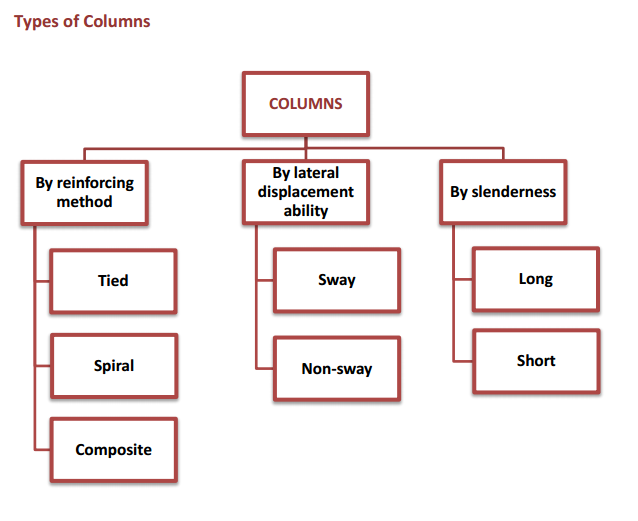 Types of Columns
COLUMNS
By reinforcing
method
Tied
Spiral
Composite
By lateral
displacement
ability
Sway
Non-sway
By slenderness
Long
Short